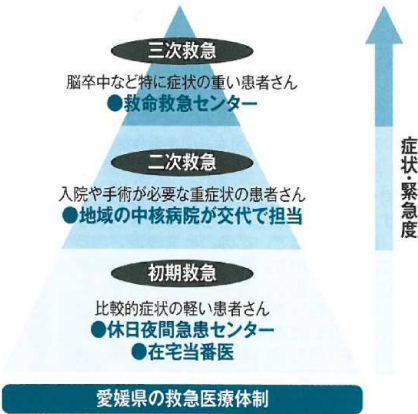 三次救急
脳卒中など特に症状の重い患者さん
●救命救急センター
二次救急
入院や手術が必要な重症状の患者さん
●地域の中核病院が交代で担当
初期救急
比較的症状の軽い患者さん
●休日夜間急患センター
●在宅当番医
症状・緊急度
愛媛県の救急医療体制